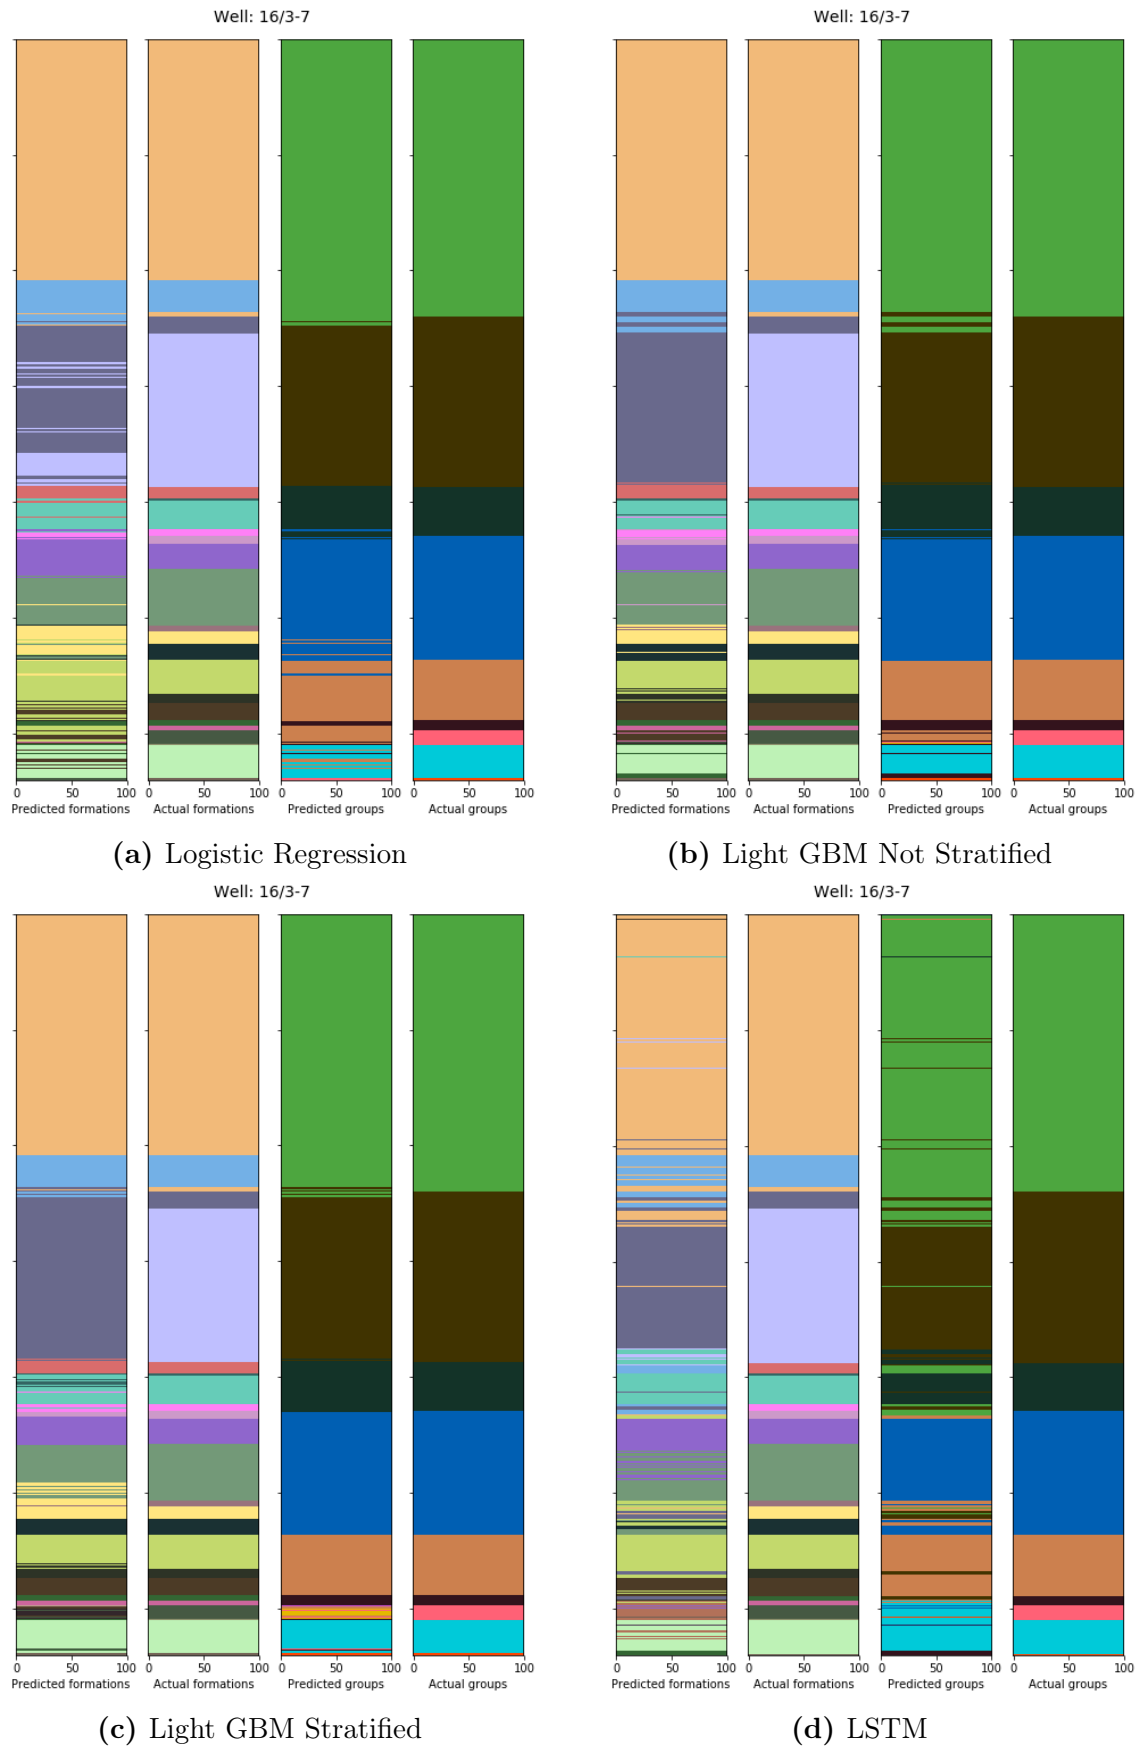 Well: 16/3-7
Well: 16/3-7
0 50 100 0 50 100 0 50 100 0 50 100
Predicted formations Actual formations Predicted groups Actual groups
0 50 100 0 50 100 0 50 100 0 50 100
Predicted formations Actual formations Predicted groups Actual groups
(a) Logistic Regression
(b) Light GBM Not Stratified
Well: 16/3-7
Well: 16/3-7
0 50 100 0 50 100 0 50 100 0 50 100
Predicted formations Actual formations Predicted groups Actual groups
0 50 100 0 50 100 0 50 100 0 50 100
Predicted formations Actual formations Predicted groups Actual groups
(c) Light GBM Stratified
(d) LSTM